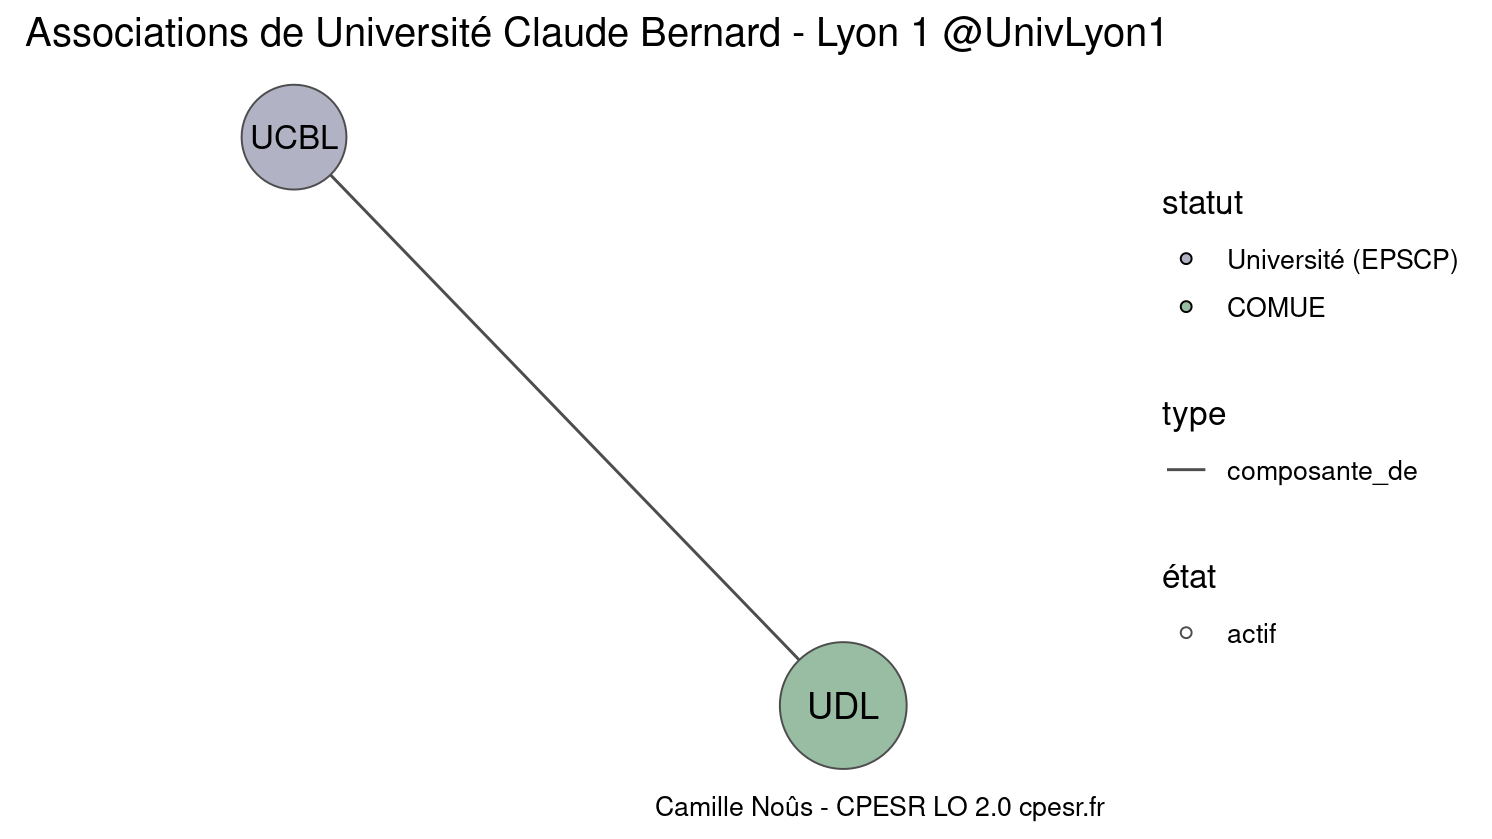 Associations de Université Claude Bernard - Lyon 1 @UnivLyon1
UCBL
UDL
statut
Université (EPSCP)
COMUE
type
composante_de
état
actif
Camille Noûs - CPESR LO 2.0 cpesr.fr